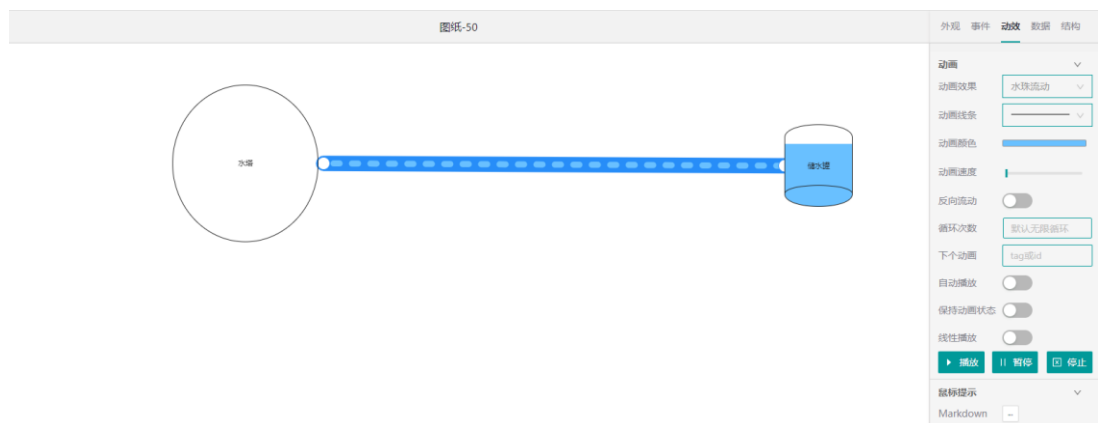 图纸-50
外观 事件 动效 数据 结构
动画
动画效果 水珠流动
动画线条
动画颜色
动画速度
反向流动
循环次数 默认无限循环
下个动画 tag或id
自动播放
保持动画状态
线性播放
播放 暂停 停止
鼠标提示
Markdown ...
水塔
储水罐